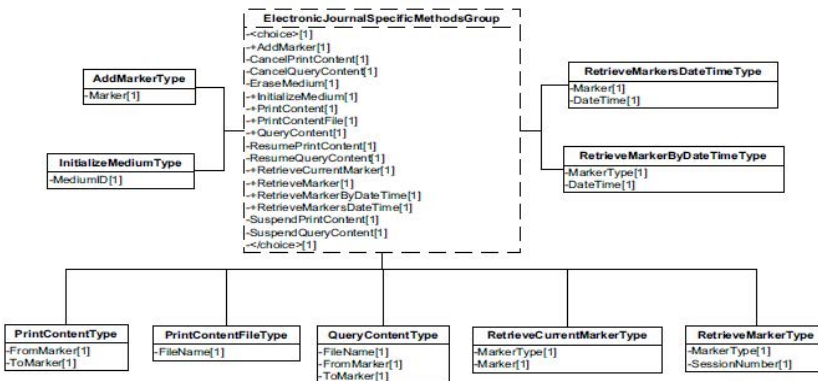 ElectronicJournalSpecificMethodsGroup
-<choice>[1]
-+AddMarker[1]
-CancelPrintContent[1]
-CancelQueryContent[1]
-EraseMedium[1]
-+InitializeMedium[1]
-+PrintContent[1]
-+PrintContentFile[1]
-+QueryContent[1]
-ResumePrintContent[1]
-ResumeQueryContent[1]
-+RetrieveCurrentMarker[1]
-+RetrieveMarker[1]
-+RetrieveMarkerByDateTime[1]
-+RetrieveMarkersDateTime[1]
-SuspendPrintContent[1]
-SuspendQueryContent[1]
-</choice>[1]
AddMarkerType
-Marker[1]
InitializeMediumType
-MediumID[1]
RetrieveMarkersDateTimeType
-Marker[1]
-DateTime[1]
RetrieveMarkerByDateTimeType
-MarkerType[1]
-DateTime[1]
PrintContentType
-FromMarker[1]
-ToMarker[1]
PrintContentFileType
-FileName[1]
QueryContentType
-FileName[1]
-FromMarker[1]
-ToMarker[1]
RetrieveCurrentMarkerType
-MarkerType[1]
-Marker[1]
RetrieveMarkerType
-MarkerType[1]
-SessionNumber[1]